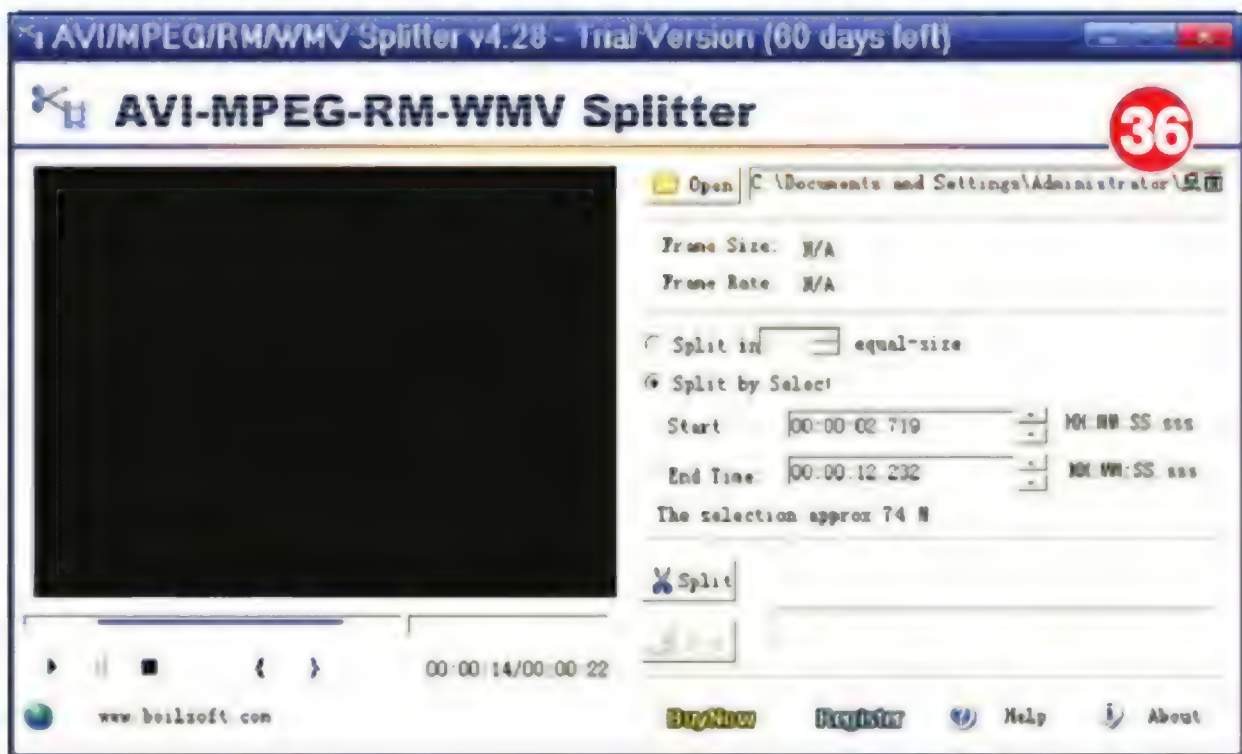 AVI/MPEG/RM/WMV Splitter v4.28 - Trial Version (60 days left)
AVI-MPEG-RM-WMV Splitter
36
Open C:\Documents and Settings\Administrator\桌面
Frame Size: N/A
Frame Rate N/A
Split in equal-size
Split by Select
Start 00:00:02.719 HH:MM:SS.sss
End Time: 00:00:12.232 HH:MM:SS.sss
The selection approx 74 M
Split
00:00:14/00:00:22
www.boilsoft.com
BuyNow Register Help About